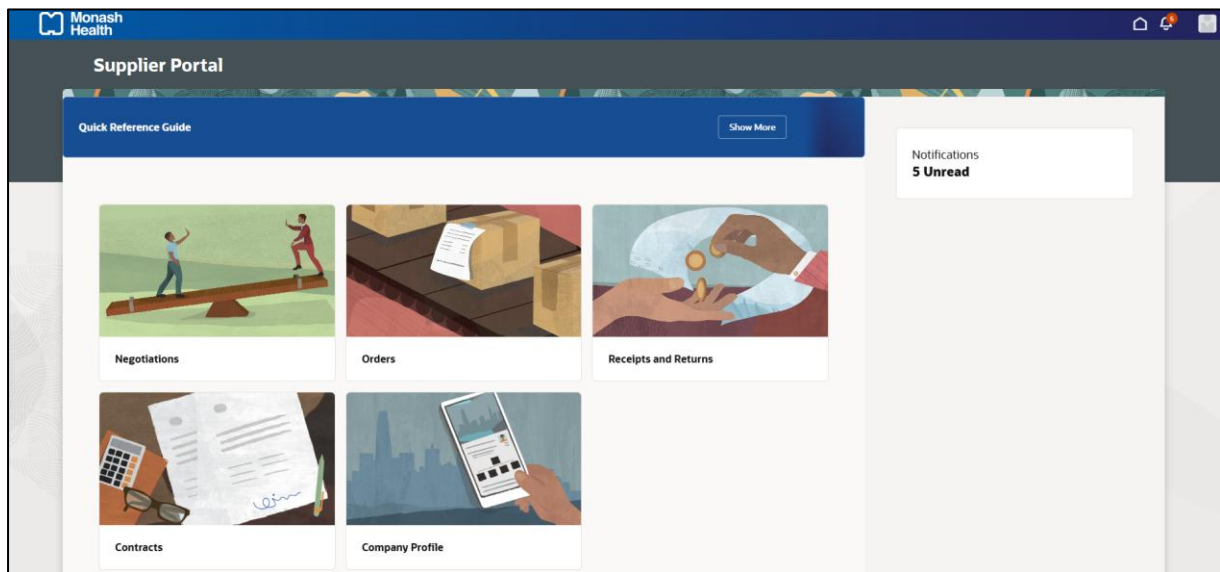 Monash
Health
Supplier Portal
Quick Reference Guide
Show More
Notifications
5 Unread
Negotiations
Orders
Receipts and Returns
Contracts
Company Profile